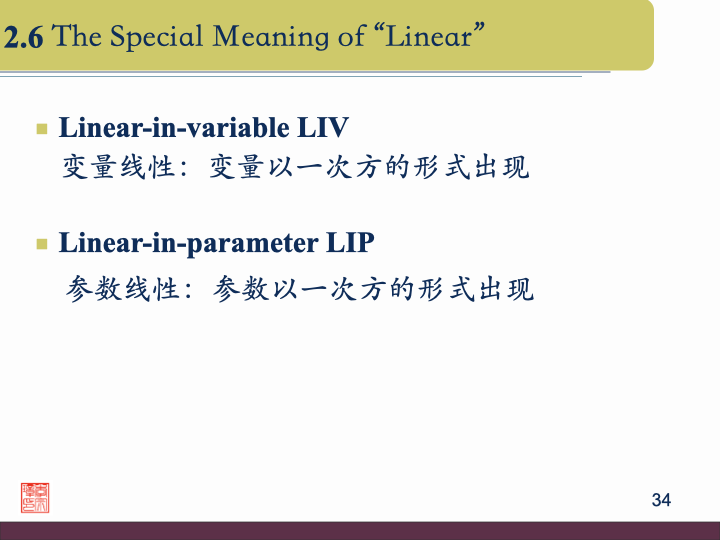 2.6 The Special Meaning of “Linear”
Linear-in-variable LIV
变量线性：变量以一次方的形式出现
Linear-in-parameter LIP
参数线性：参数以一次方的形式出现
34